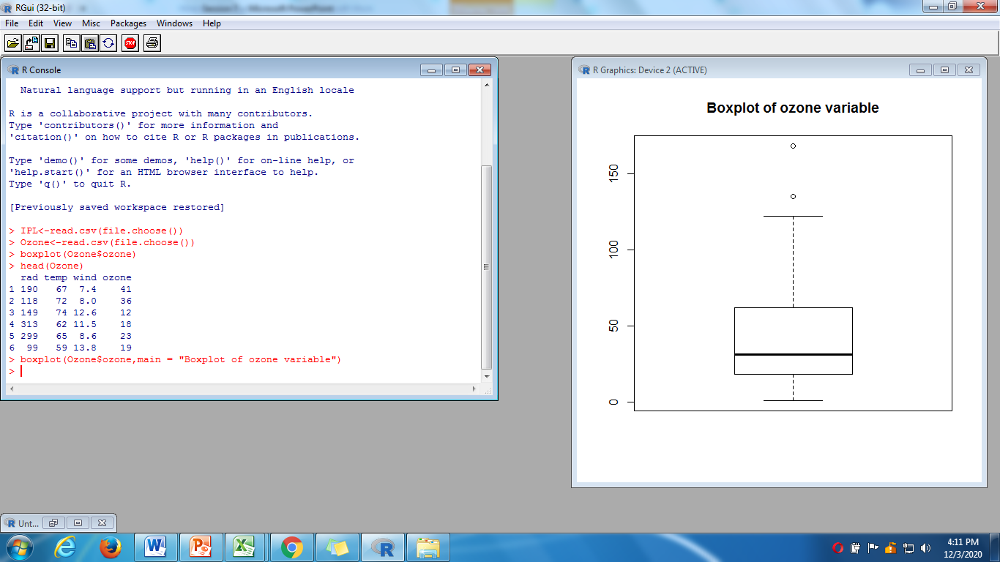 RGui (32-bit)
File Edit View Misc Packages Windows Help
STOP
R Console
Natural language support but running in an English locale
R is a collaborative project with many contributors.
Type 'contributors()' for more information and
'citation()' on how to cite R or R packages in publications.
Type 'demo()' for some demos, 'help()' for on-line help, or
'help.start()' for an HTML browser interface to help.
Type 'q()' to quit R.
[Previously saved workspace restored]
> IPL<-read.csv(file.choose())
> Ozone<-read.csv(file.choose())
> boxplot(Ozone$ozone)
> head(Ozone)
rad temp wind ozone
1 190 67 7.4 41
2 118 72 8.0 36
3 149 74 12.6 12
4 313 62 11.5 18
5 299 65 8.6 23
6 99 59 13.8 19
> boxplot(Ozone$ozone,main = "Boxplot of ozone variable")
>
R Graphics: Device 2 (ACTIVE)
Boxplot of ozone variable
150
100
50
0
Unt...
4:11 PM
12/3/2020